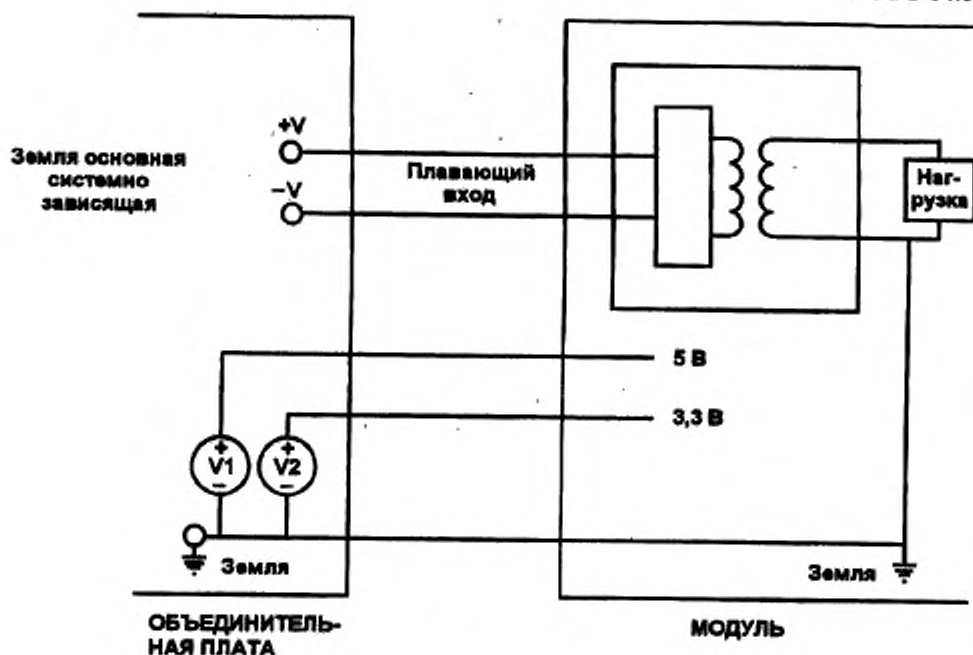 +V
Земля основная
системно
зависящая
–V
Плавающий
вход
Наг-
рузка
5 В
3,3 В
+
V1
–
+
V2
–
Земля
Земля
ОБЪЕДИНИТЕЛЬ-
НАЯ ПЛАТА
МОДУЛЬ